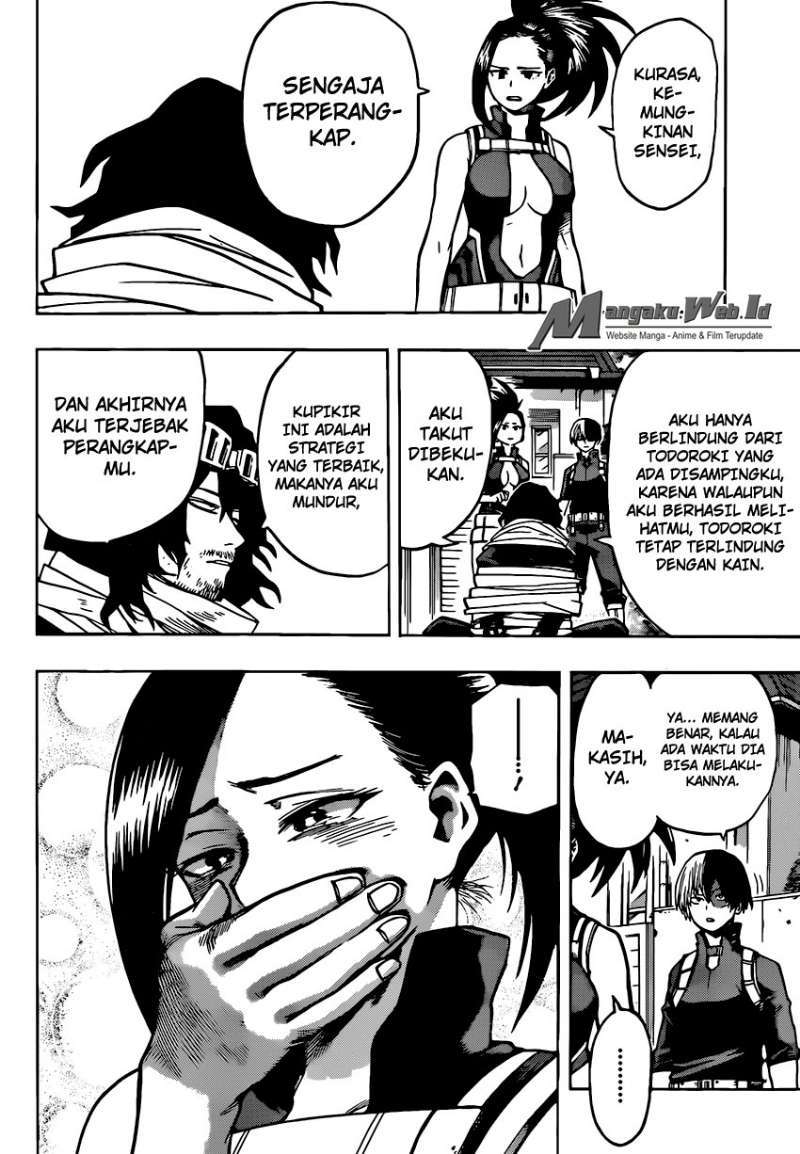 KURASA,
KE-
MUNG-
KINAN
SENSEI,
SENGAJA
TERPERANG-
KAP.
Mangaku.Web.Id
Website Manga - Anime & Film Terupdate
AKU HANYA
BERLINDUNG DARI
TODOROKI YANG
ADA DISAMPINGKU,
KARENA WALAUPUN
AKU BERHASIL MELI-
HATMU, TODOROKI
TETAP TERLINDUNG
DENGAN KAIN.
AKU
TAKUT
DIBEKU-
KAN.
KUPIKIR
INI ADALAH
STRATEGI
YANG TERBAIK,
MAKANYA AKU
MUNDUR,
DAN AKHIRNYA
AKU TERJEBAK
PERANGKAP-
MU.
YA... MEMANG
BENAR, KALAU
ADA WAKTU DIA
BISA MELAKU-
KANNYA.
MA-
KASIH,
YA.
.........
......,